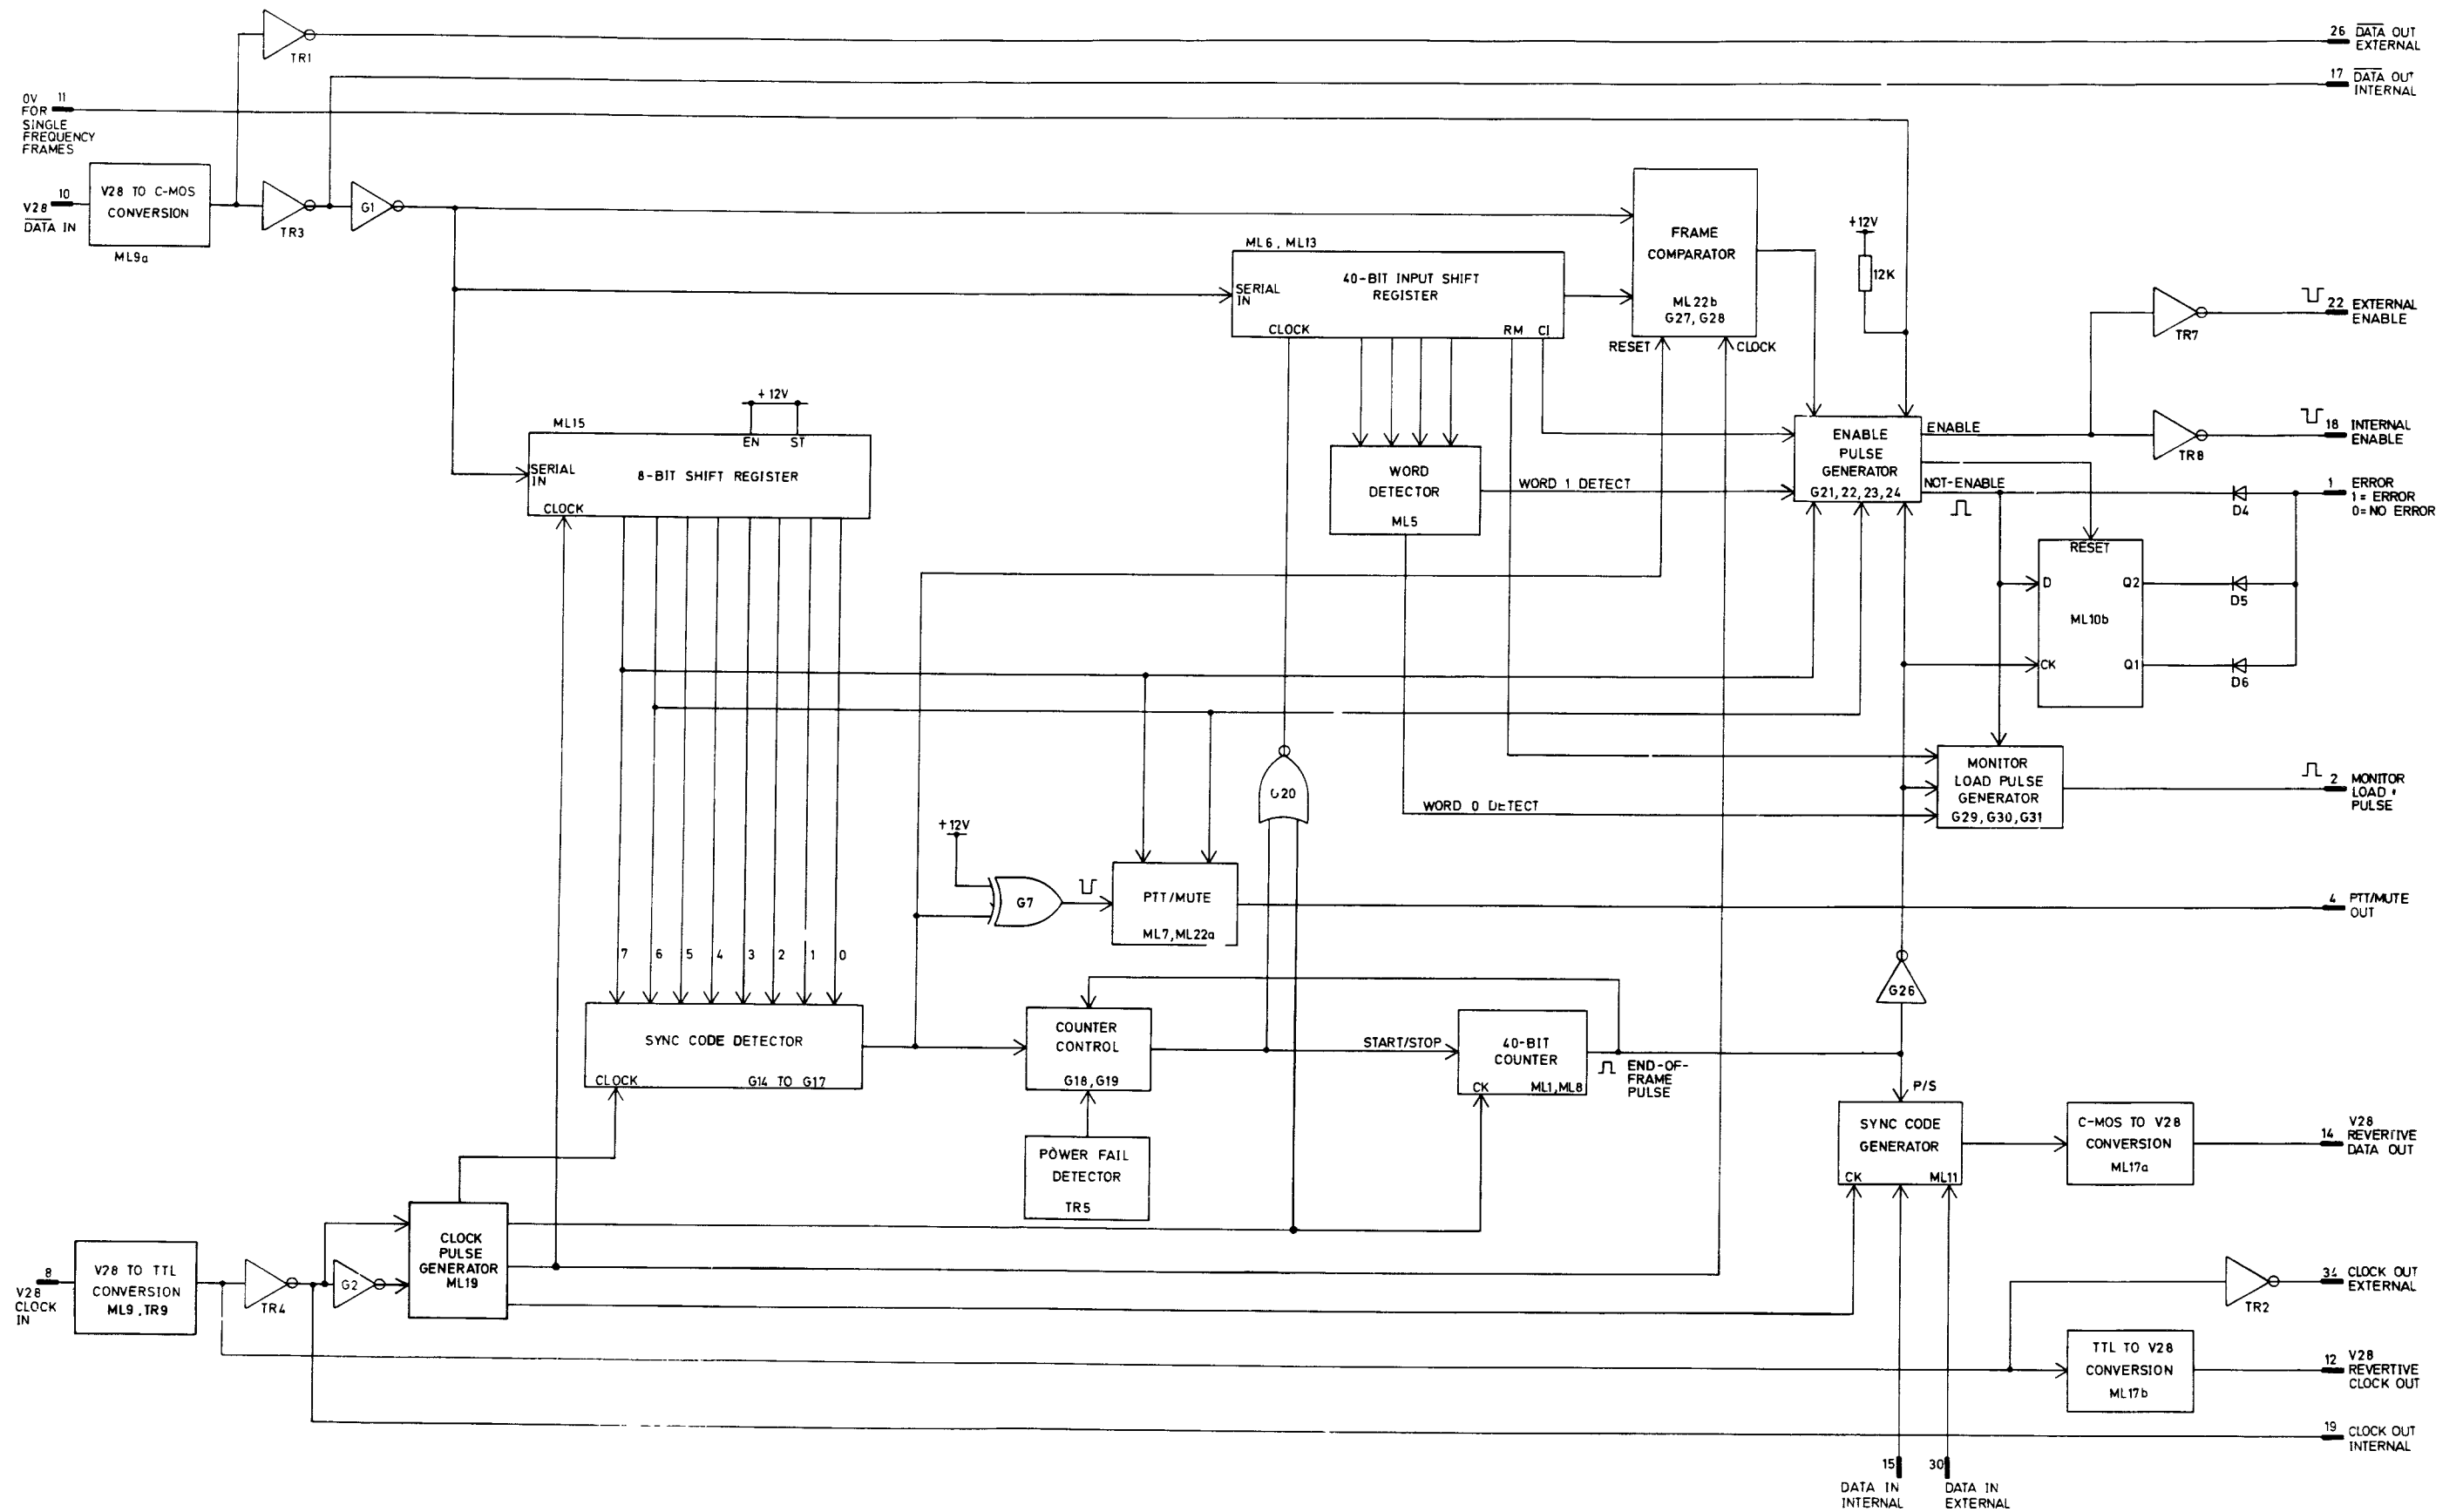 26 DATA OUT
EXTERNAL
TR1
17 DATA OUT
INTERNAL
0V 11
FOR
SINGLE
FREQUENCY
FRAMES
10
V28
DATA IN
V28 TO C-MOS
CONVERSION
ML9a
TR3
G1
FRAME
COMPARATOR
ML22b
G27, G28
RESET
CLOCK
+12V
12K
ML6, ML13
40-BIT INPUT SHIFT
REGISTER
SERIAL
IN
CLOCK
RM CI
22 EXTERNAL
ENABLE
TR7
18 INTERNAL
ENABLE
TR8
ENABLE
PULSE
GENERATOR
G21,22,23,24
ENABLE
NOT-ENABLE
1 ERROR
1 = ERROR
0= NO ERROR
D4
+12V
ML15
EN ST
8-BIT SHIFT REGISTER
SERIAL
IN
CLOCK
WORD
DETECTOR
ML5
WORD 1 DETECT
RESET
D Q2
ML10b
CK Q1
D5
D6
MONITOR
LOAD PULSE
GENERATOR
G29, G30, G31
2 MONITOR
LOAD
PULSE
WORD 0 DETECT
G20
+12V
G7
PTT/MUTE
ML7, ML22a
4 PTT/MUTE
OUT
7 6 5 4 3 2 1 0
SYNC CODE DETECTOR
CLOCK G14 TO G17
COUNTER
CONTROL
G18, G19
START/STOP
40-BIT
COUNTER
CK ML1, ML8
END-OF-
FRAME
PULSE
G26
P/S
POWER FAIL
DETECTOR
TR5
SYNC CODE
GENERATOR
CK ML11
C-MOS TO V28
CONVERSION
ML17a
14 V28
REVERTIVE
DATA OUT
8
V28
CLOCK
IN
V28 TO TTL
CONVERSION
ML9, TR9
TR4
G2
CLOCK
PULSE
GENERATOR
ML19
34 CLOCK OUT
EXTERNAL
TR2
TTL TO V28
CONVERSION
ML17b
12 V28
REVERTIVE
CLOCK OUT
19 CLOCK OUT
INTERNAL
15
DATA IN
INTERNAL
30
DATA IN
EXTERNAL